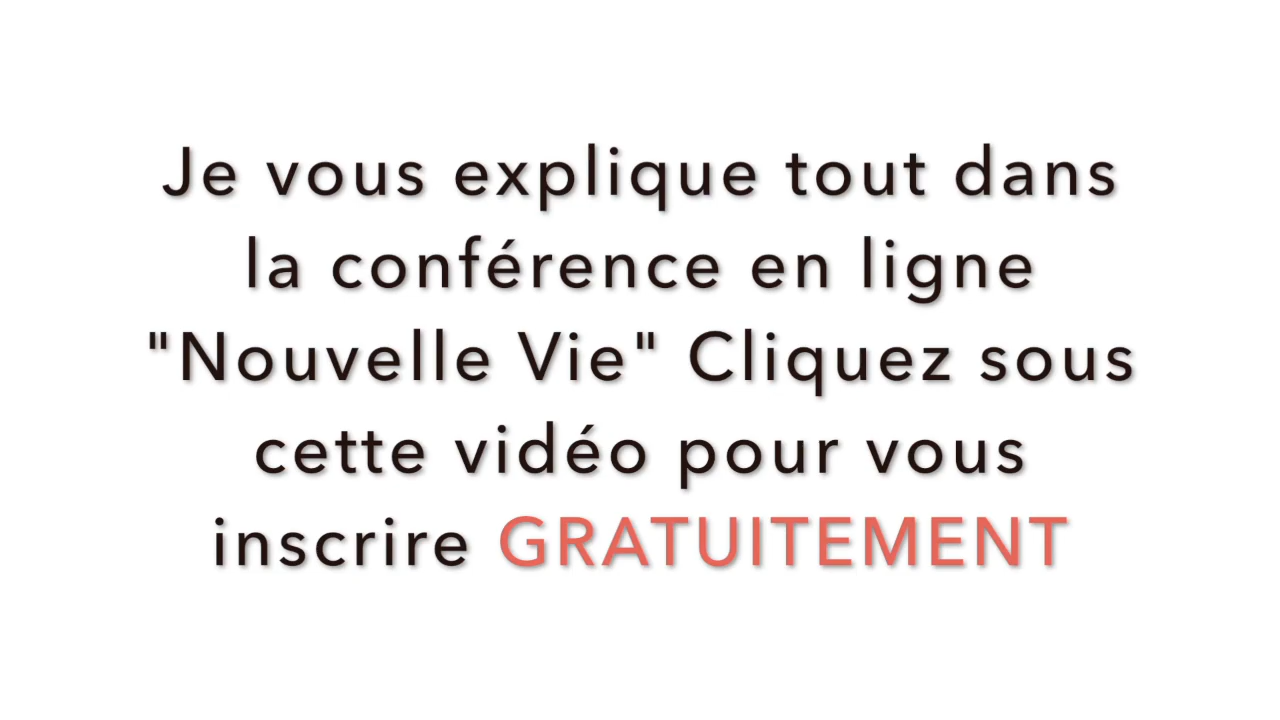 Je vous explique tout dans
la conférence en ligne
"Nouvelle Vie" Cliquez sous
cette vidéo pour vous
inscrire GRATUITEMENT